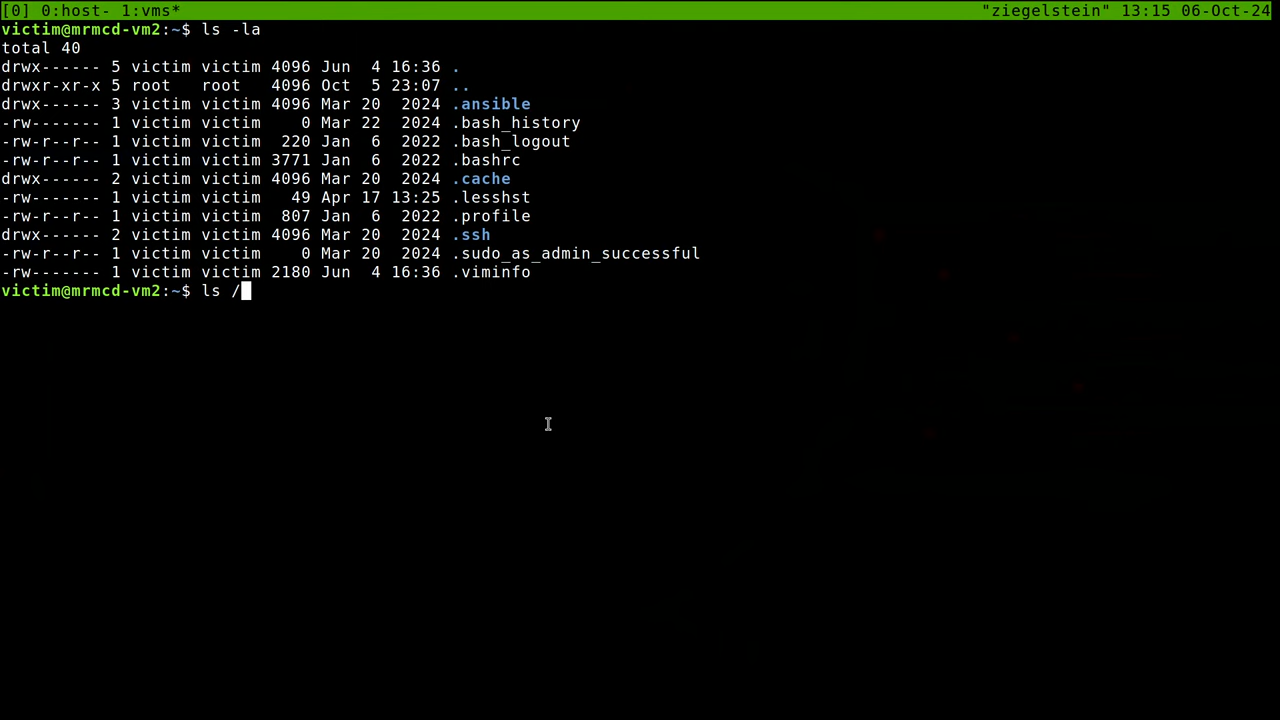 [0] 0:host- 1:vms* "ziegelstein" 13:15 06-Oct-24
victim@mrmcd-vm2:~$ ls -la
total 40
drwx------ 5 victim victim 4096 Jun  4 16:36 .
drwxr-xr-x 5 root   root   4096 Oct  5 23:07 ..
drwx------ 3 victim victim 4096 Mar 20  2024 .ansible
-rw------- 1 victim victim    0 Mar 22  2024 .bash_history
-rw-r--r-- 1 victim victim  220 Jan  6  2022 .bash_logout
-rw-r--r-- 1 victim victim 3771 Jan  6  2022 .bashrc
drwx------ 2 victim victim 4096 Mar 20  2024 .cache
-rw------- 1 victim victim   49 Apr 17 13:25 .lesshst
-rw-r--r-- 1 victim victim  807 Jan  6  2022 .profile
drwx------ 2 victim victim 4096 Mar 20  2024 .ssh
-rw-r--r-- 1 victim victim    0 Mar 20  2024 .sudo_as_admin_successful
-rw------- 1 victim victim 2180 Jun  4 16:36 .viminfo
victim@mrmcd-vm2:~$ ls /